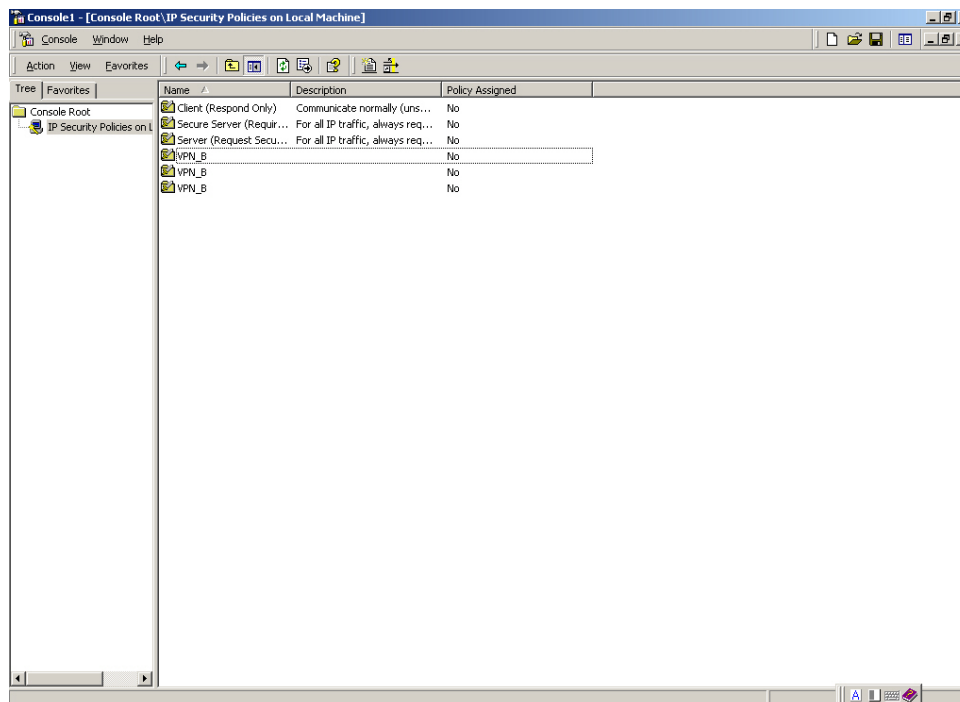 Console1 - [Console Root\IP Security Policies on Local Machine]
Console Window Help
Action View Favorites
Tree Favorites
Name Description Policy Assigned
Console Root
IP Security Policies on L
Client (Respond Only) Communicate normally (uns... No
Secure Server (Requir... For all IP traffic, always req... No
Server (Request Secu... For all IP traffic, always req... No
VPN_B No
VPN_B No
VPN_B No
A